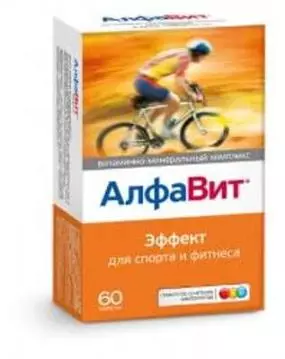 АлфаВит
ВИТАМИННО-МИНЕРАЛЬНЫЙ КОМПЛЕКС
АлфаВит®
Эффект
для спорта и фитнеса
60